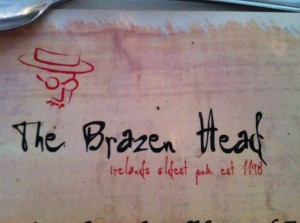 The Brazen Head
irelands oldest pub. est 1198